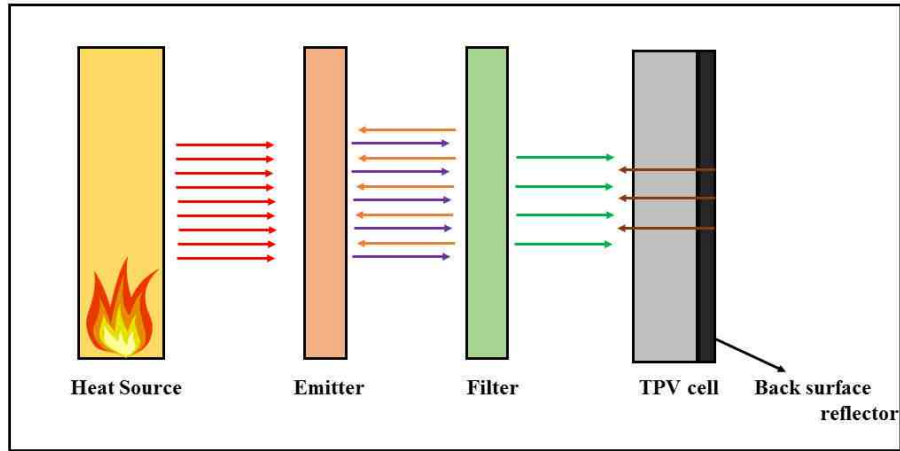 Heat Source
Emitter
Filter
TPV cell
Back surface
reflector